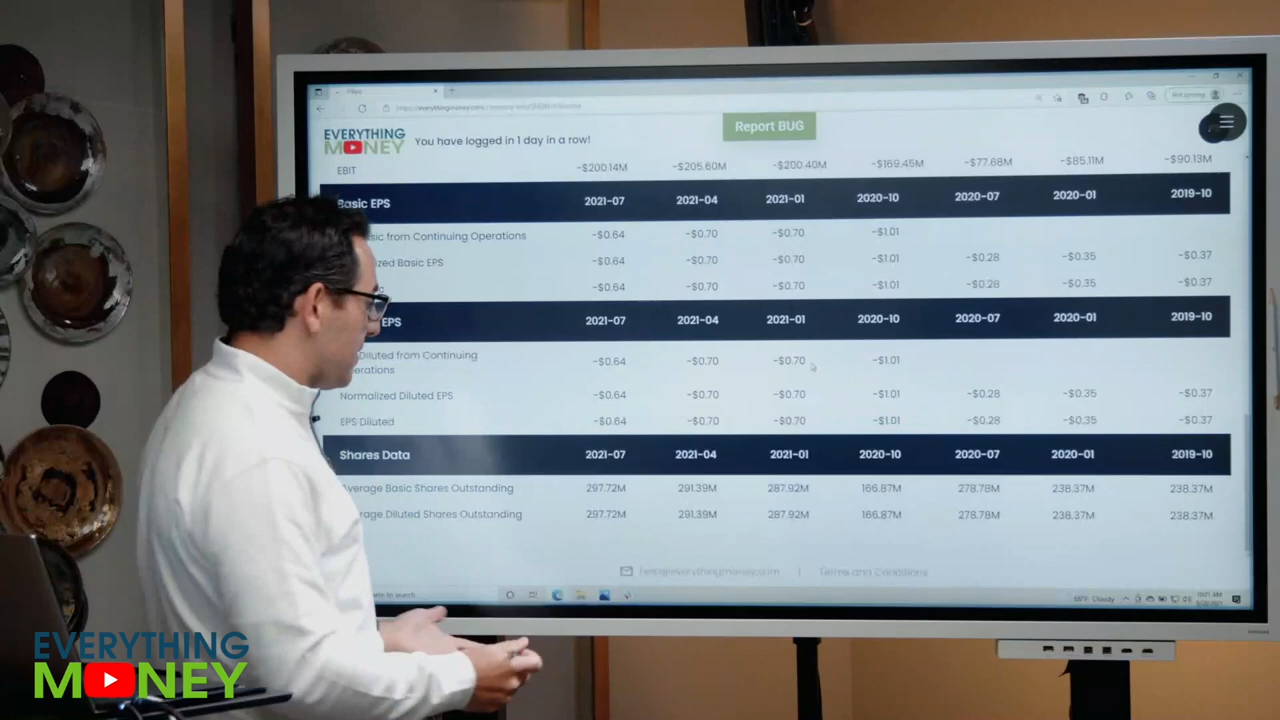 EVERYTHING
MONEY
You have logged in 1 day in a row!
Report BUG
EBIT -$200.14M -$205.60M -$200.40M -$169.45M -$77.68M -$85.11M -$90.13M
Basic EPS 2021-07 2021-04 2021-01 2020-10 2020-07 2020-01 2019-10
from Continuing Operations -$0.64 -$0.70 -$0.70 -$1.01
Basic EPS -$0.64 -$0.70 -$0.70 -$1.01 -$0.28 -$0.35 -$0.37
-$0.64 -$0.70 -$0.70 -$1.01 -$0.28 -$0.35 -$0.37
EPS 2021-07 2021-04 2021-01 2020-10 2020-07 2020-01 2019-10
Diluted from Continuing
-$0.64 -$0.70 -$0.70 -$1.01
Normalized Diluted EPS -$0.64 -$0.70 -$0.70 -$1.01 -$0.28 -$0.35 -$0.37
EPS Diluted -$0.64 -$0.70 -$0.70 -$1.01 -$0.28 -$0.35 -$0.37
Shares Data 2021-07 2021-04 2021-01 2020-10 2020-07 2020-01 2019-10
Average Basic Shares Outstanding 297.72M 291.39M 287.92M 166.87M 278.78M 238.37M 238.37M
Diluted Shares Outstanding 297.72M 291.39M 287.92M 166.87M 278.78M 238.37M 238.37M
Terms and Conditions
to search
Cloudy
EVERYTHING
MONEY